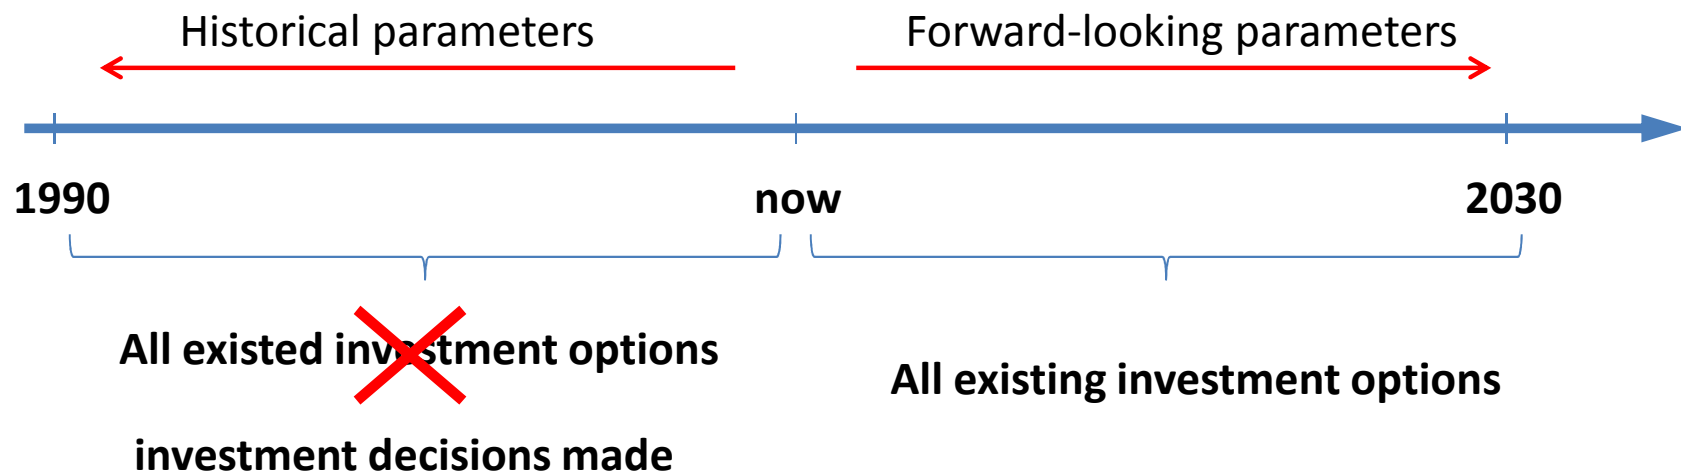 Historical parameters
Forward-looking parameters
1990
now
2030
All existed investment options
investment decisions made
All existing investment options